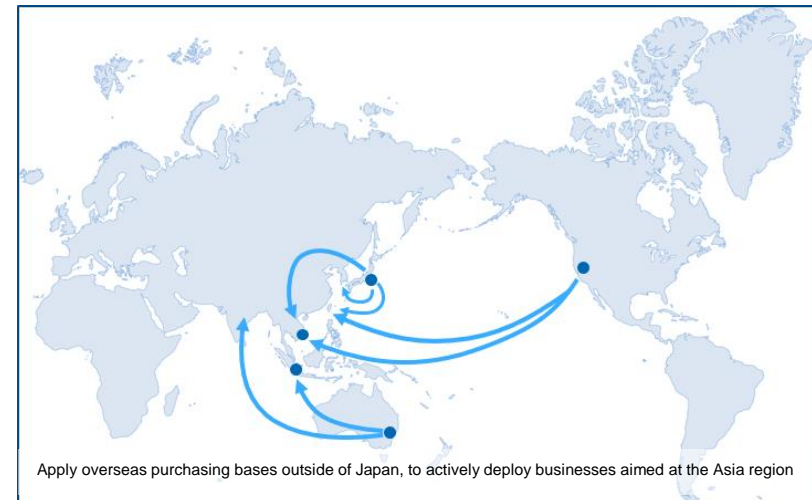 Apply overseas purchasing bases outside of Japan, to actively deploy businesses aimed at the Asia region